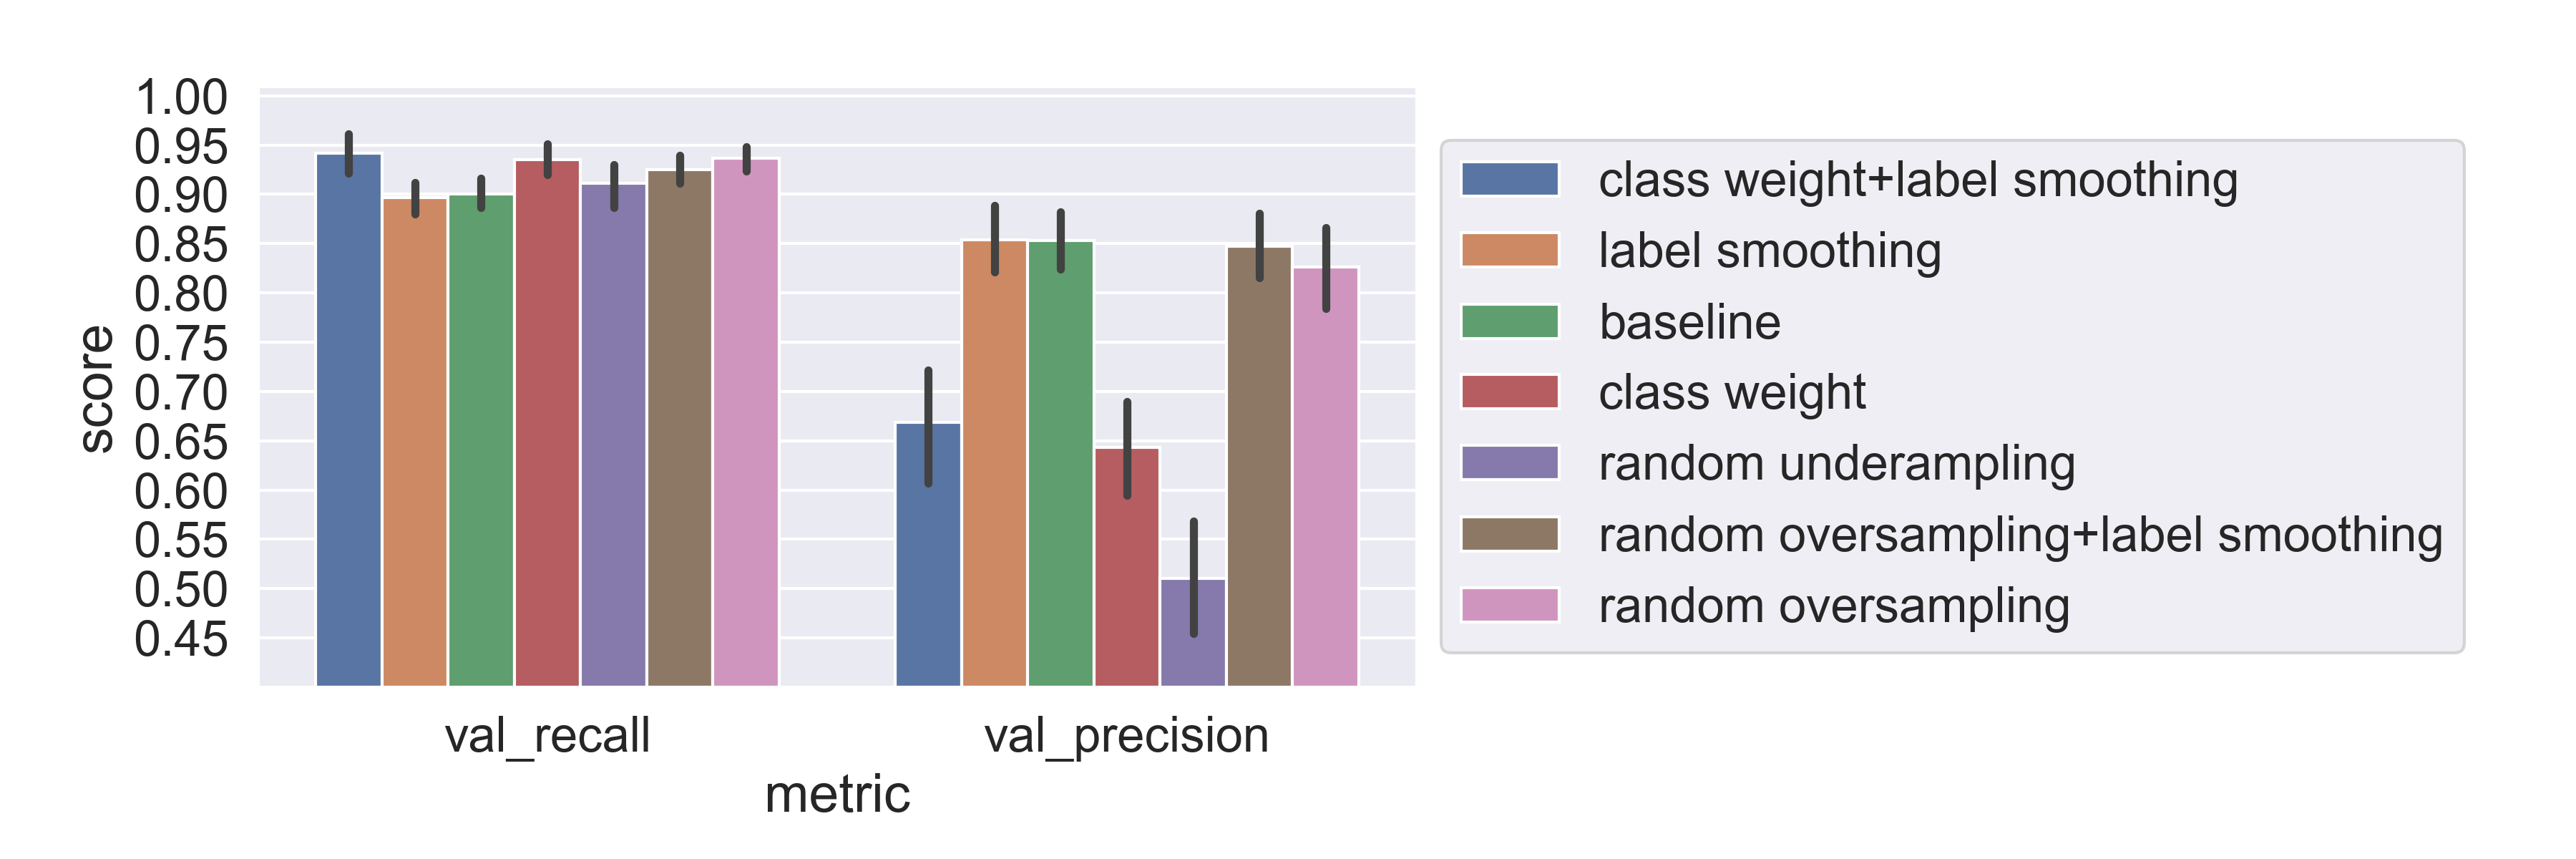 1.00
0.95
0.90
0.85
0.80
0.75
0.70
0.65
0.60
0.55
0.50
0.45
score
val_recall
val_precision
metric
class weight+label smoothing
label smoothing
baseline
class weight
random underampling
random oversampling+label smoothing
random oversampling